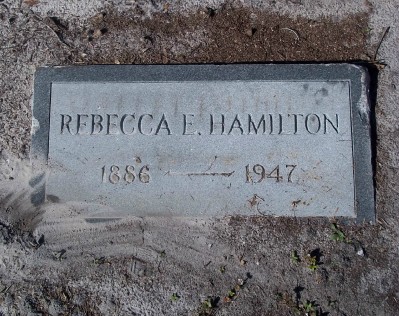 REBECCA E. HAMILTON
1886 — 1947